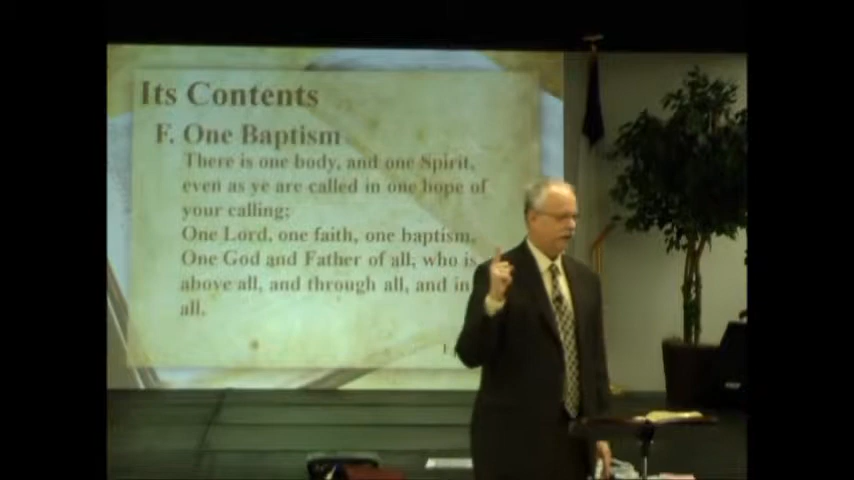 Its Contents
F. One Baptism
There is one body, and one Spirit,
even as ye are called in one hope of
your calling;
One Lord, one faith, one baptism,
One God and Father of all, who is
above all, and through all, and in
all.